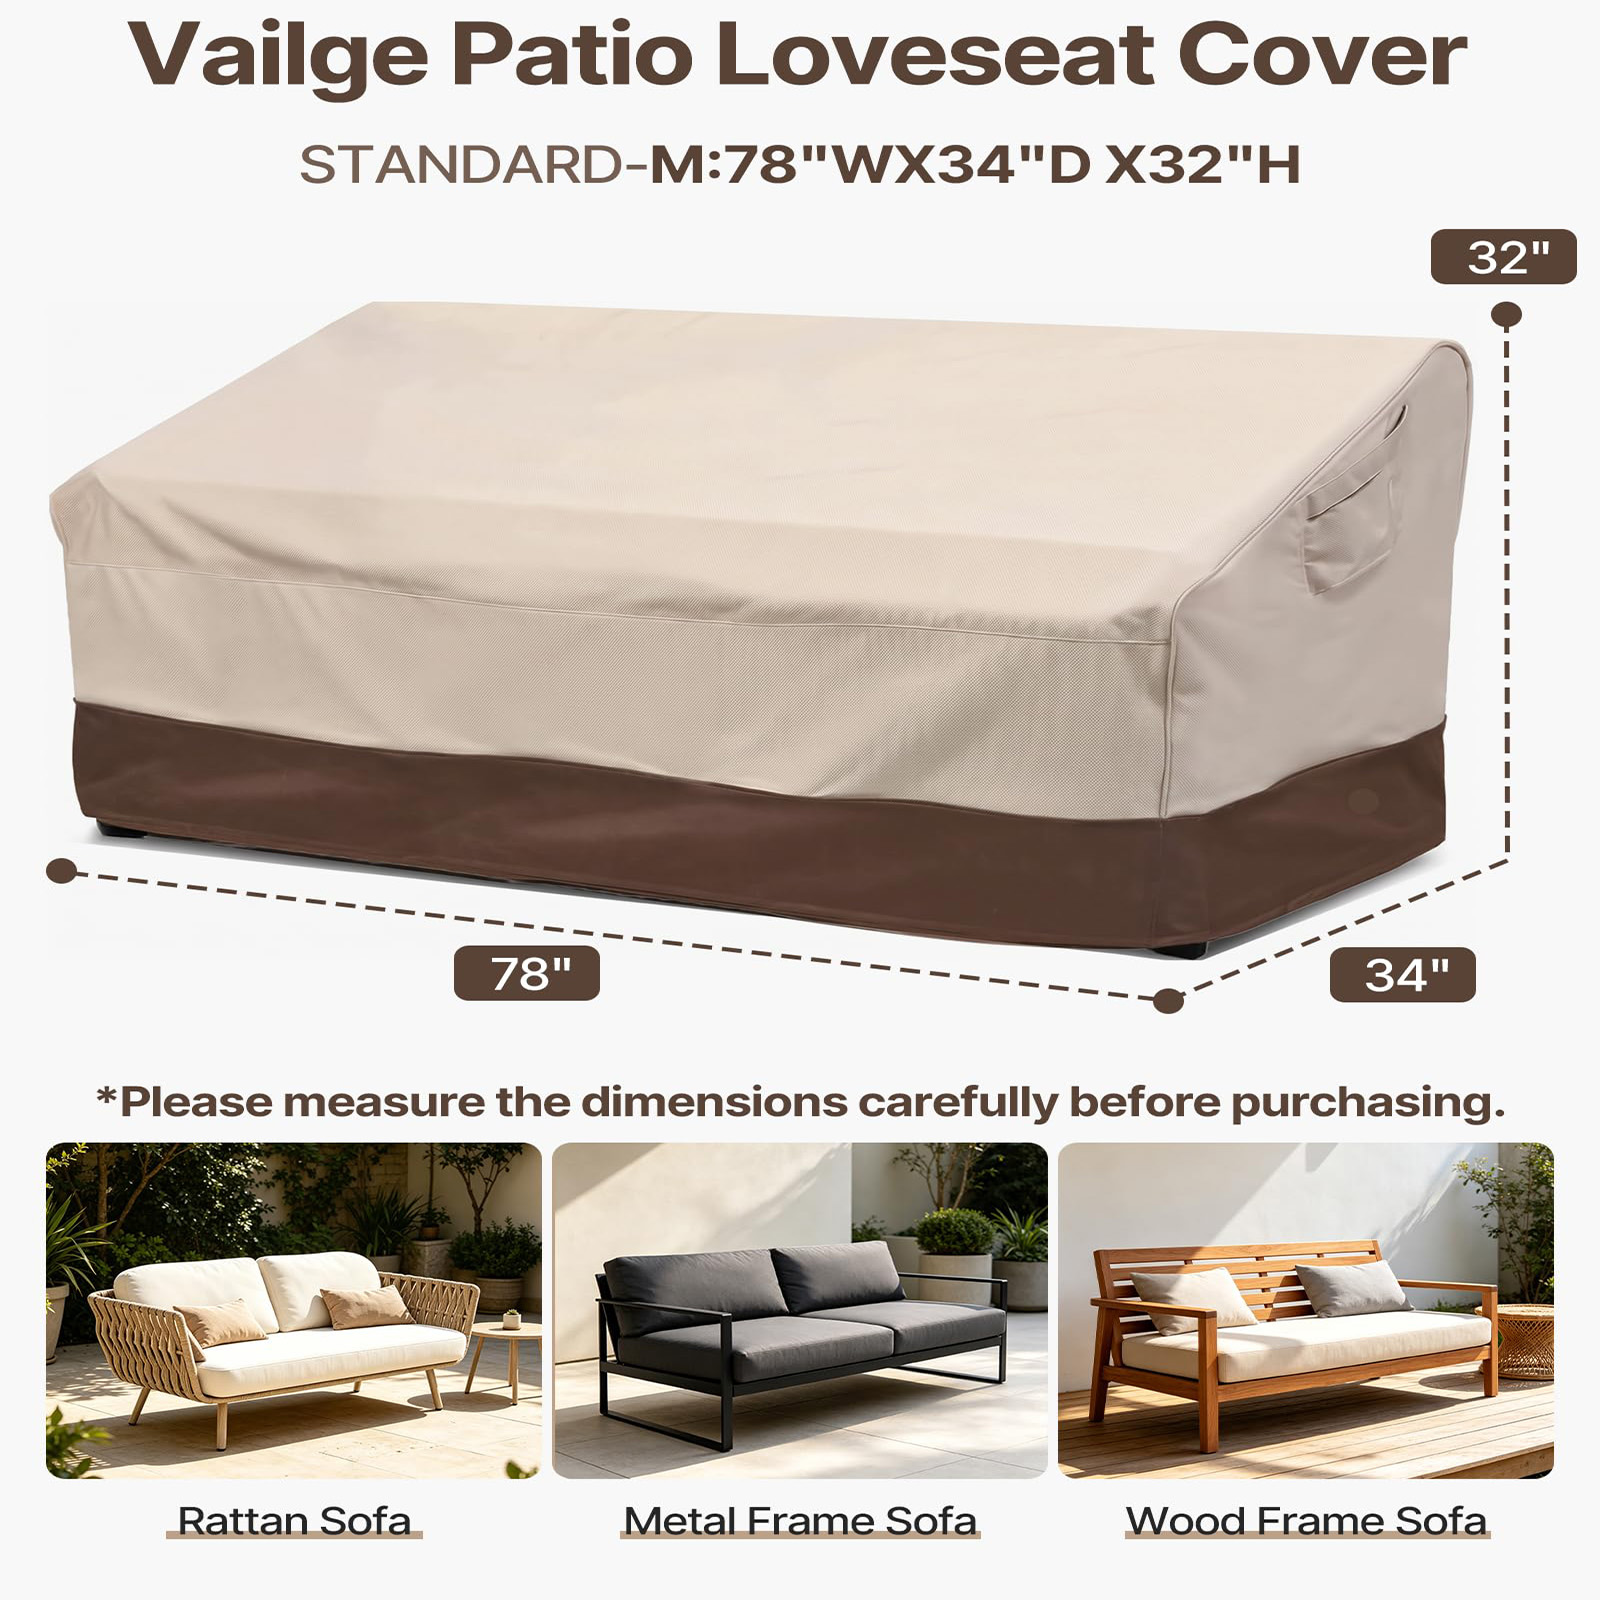 Vailge Patio Loveseat Cover
STANDARD-M:78"WX34"D X32"H
32"
78"
34"
*Please measure the dimensions carefully before purchasing.
Rattan Sofa
Metal Frame Sofa
Wood Frame Sofa